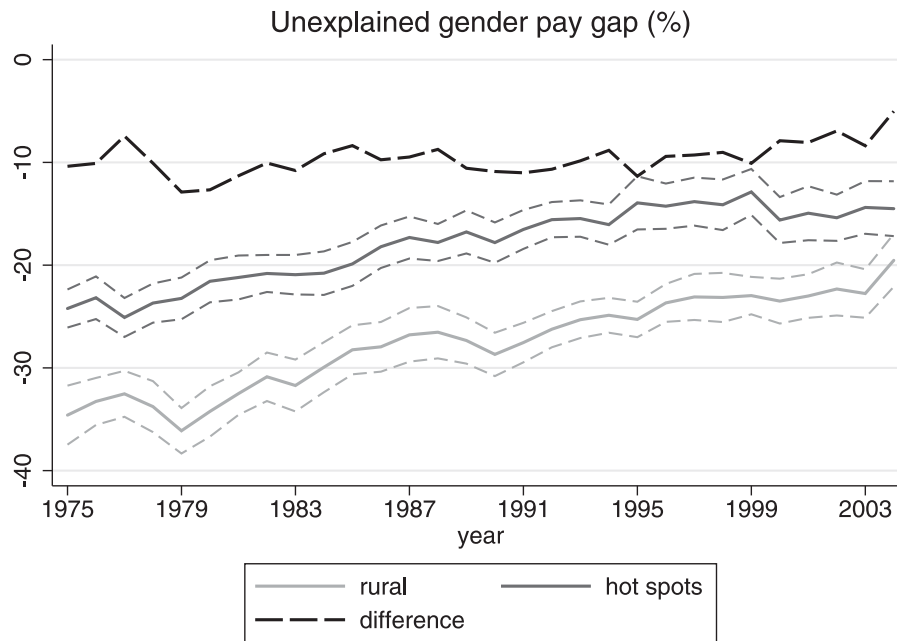 Unexplained gender pay gap (%)
0
-10
-20
-30
-40
1975 1979 1983 1987 1991 1995 1999 2003
year
rural hot spots
difference